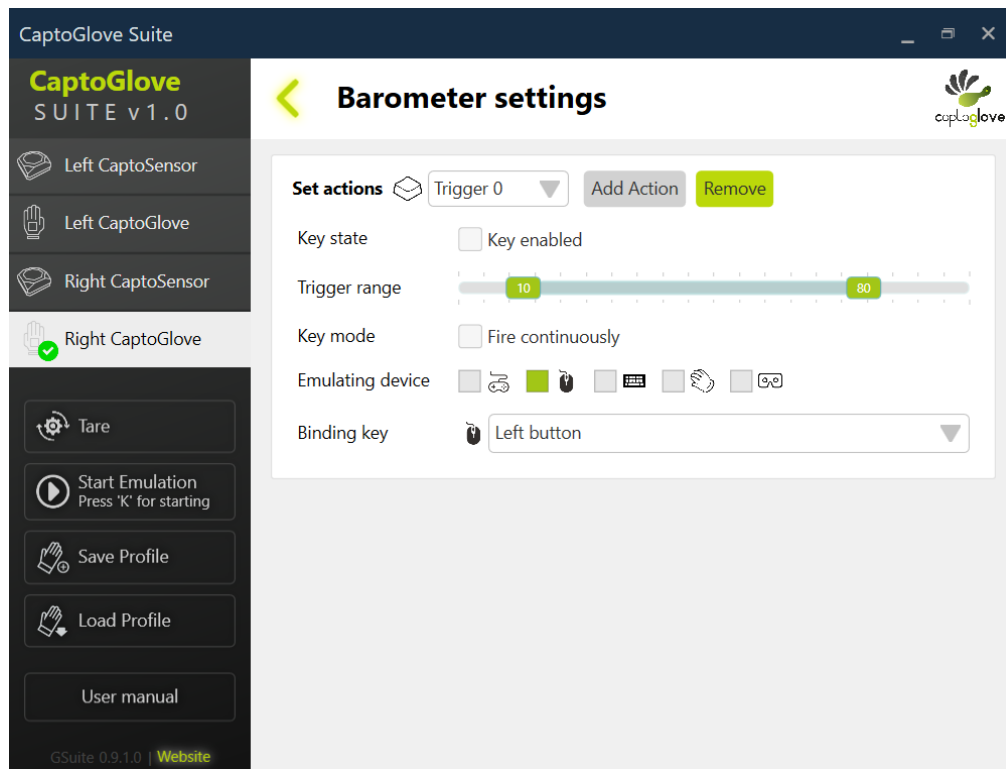 CaptoGlove Suite
CaptoGlove
SUITE v1.0
Barometer settings
captoglove
Left CaptoSensor
Left CaptoGlove
Right CaptoSensor
Right CaptoGlove
Tare
Start Emulation
Press 'K' for starting
Save Profile
Load Profile
User manual
GSuite 0.9.1.0 | Website
Set actions Trigger 0 Add Action Remove
Key state Key enabled
Trigger range 10 80
Key mode Fire continuously
Emulating device
Binding key Left button